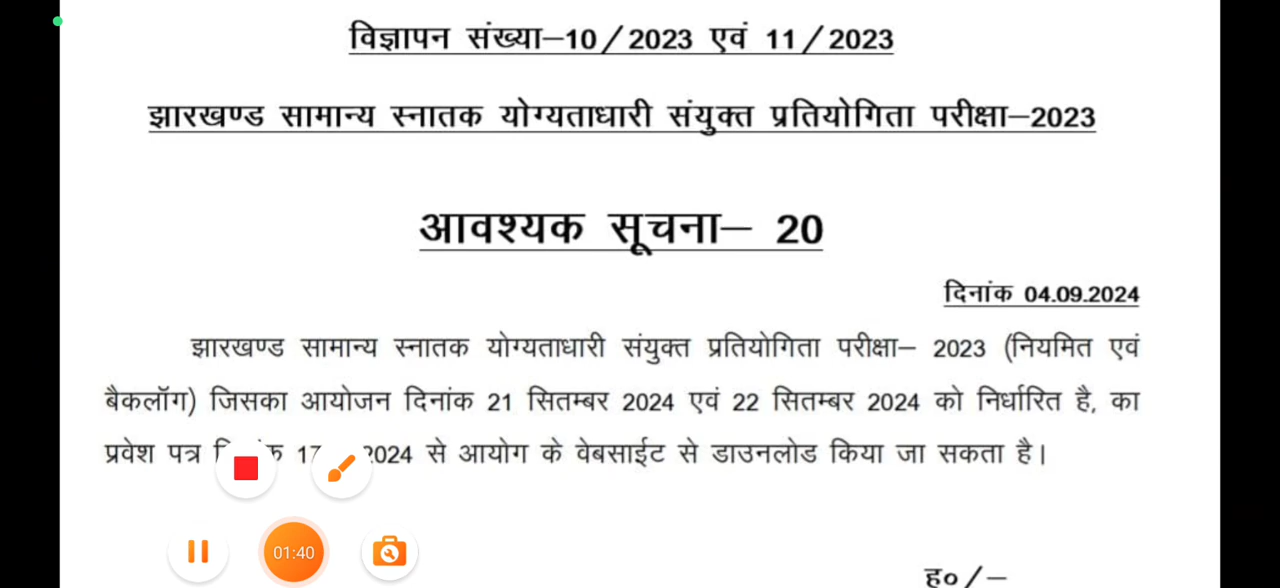 विज्ञापन संख्या–10/2023 एवं 11/2023
झारखण्ड सामान्य स्नातक योग्यताधारी संयुक्त प्रतियोगिता परीक्षा–2023
आवश्यक सूचना– 20
दिनांक 04.09.2024
झारखण्ड सामान्य स्नातक योग्यताधारी संयुक्त प्रतियोगिता परीक्षा– 2023 (नियमित एवं
बैकलॉग) जिसका आयोजन दिनांक 21 सितम्बर 2024 एवं 22 सितम्बर 2024 को निर्धारित है, का
प्रवेश पत्र 17 2024 से आयोग के वेबसाईट से डाउनलोड किया जा सकता है।
01:40
ह०/–